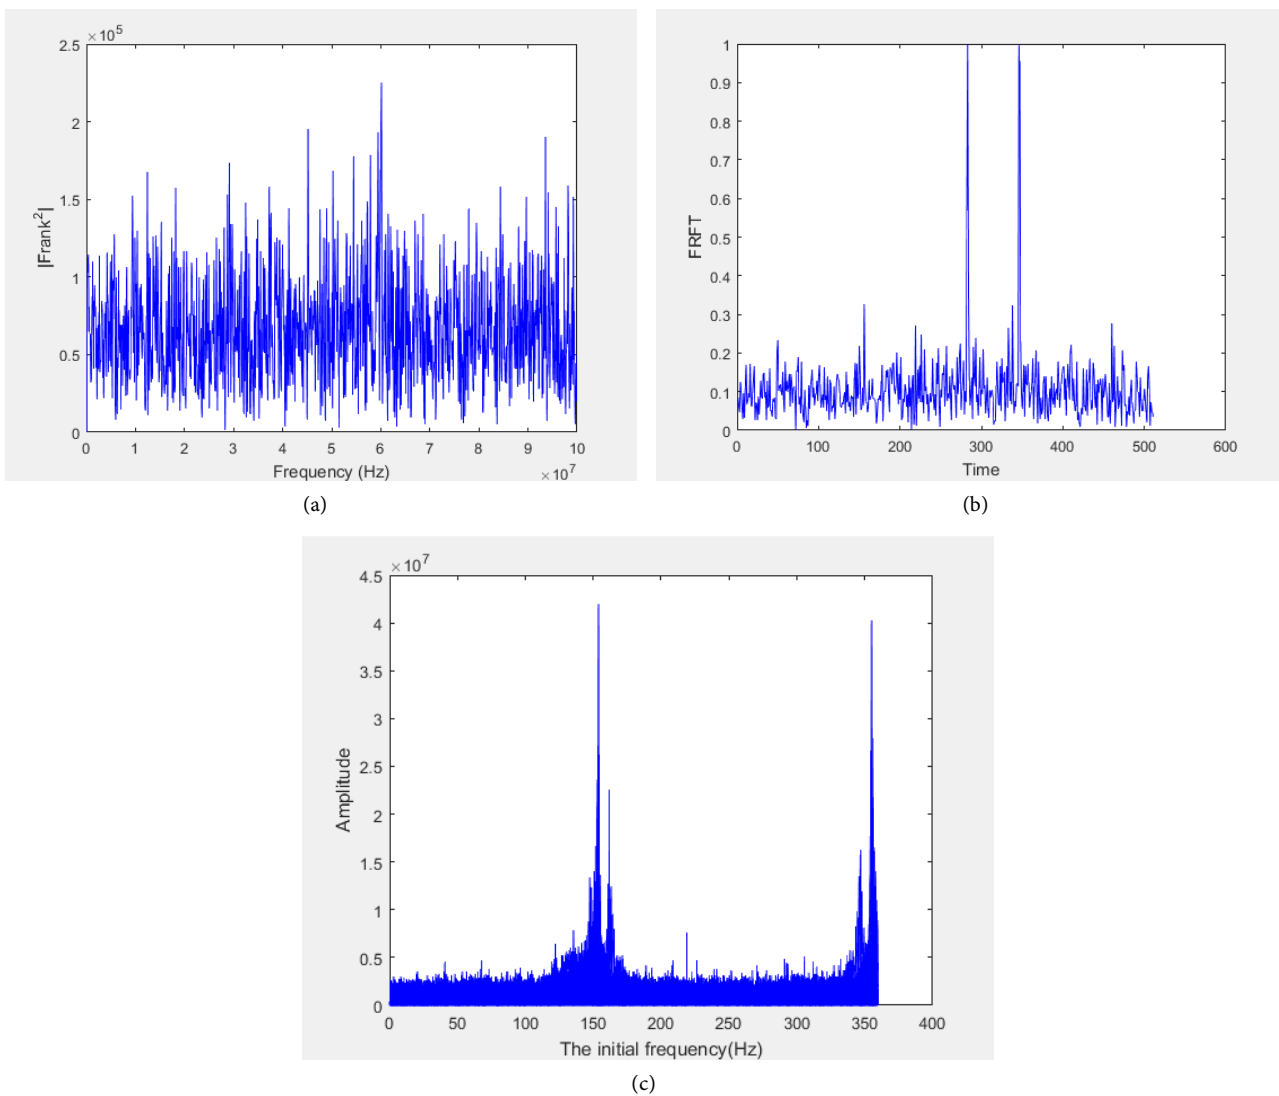 ×10^5
2.5
2
1.5
1
0.5
0
|Frank^2|
0 1 2 3 4 5 6 7 8 9 10
Frequency (Hz)
×10^7
(a)
1
0.9
0.8
0.7
0.6
0.5
0.4
0.3
0.2
0.1
0
FRFT
0 100 200 300 400 500 600
Time
(b)
×10^7
4.5
4
3.5
3
2.5
2
1.5
1
0.5
0
Amplitude
0 50 100 150 200 250 300 350 400
The initial frequency(Hz)
(c)